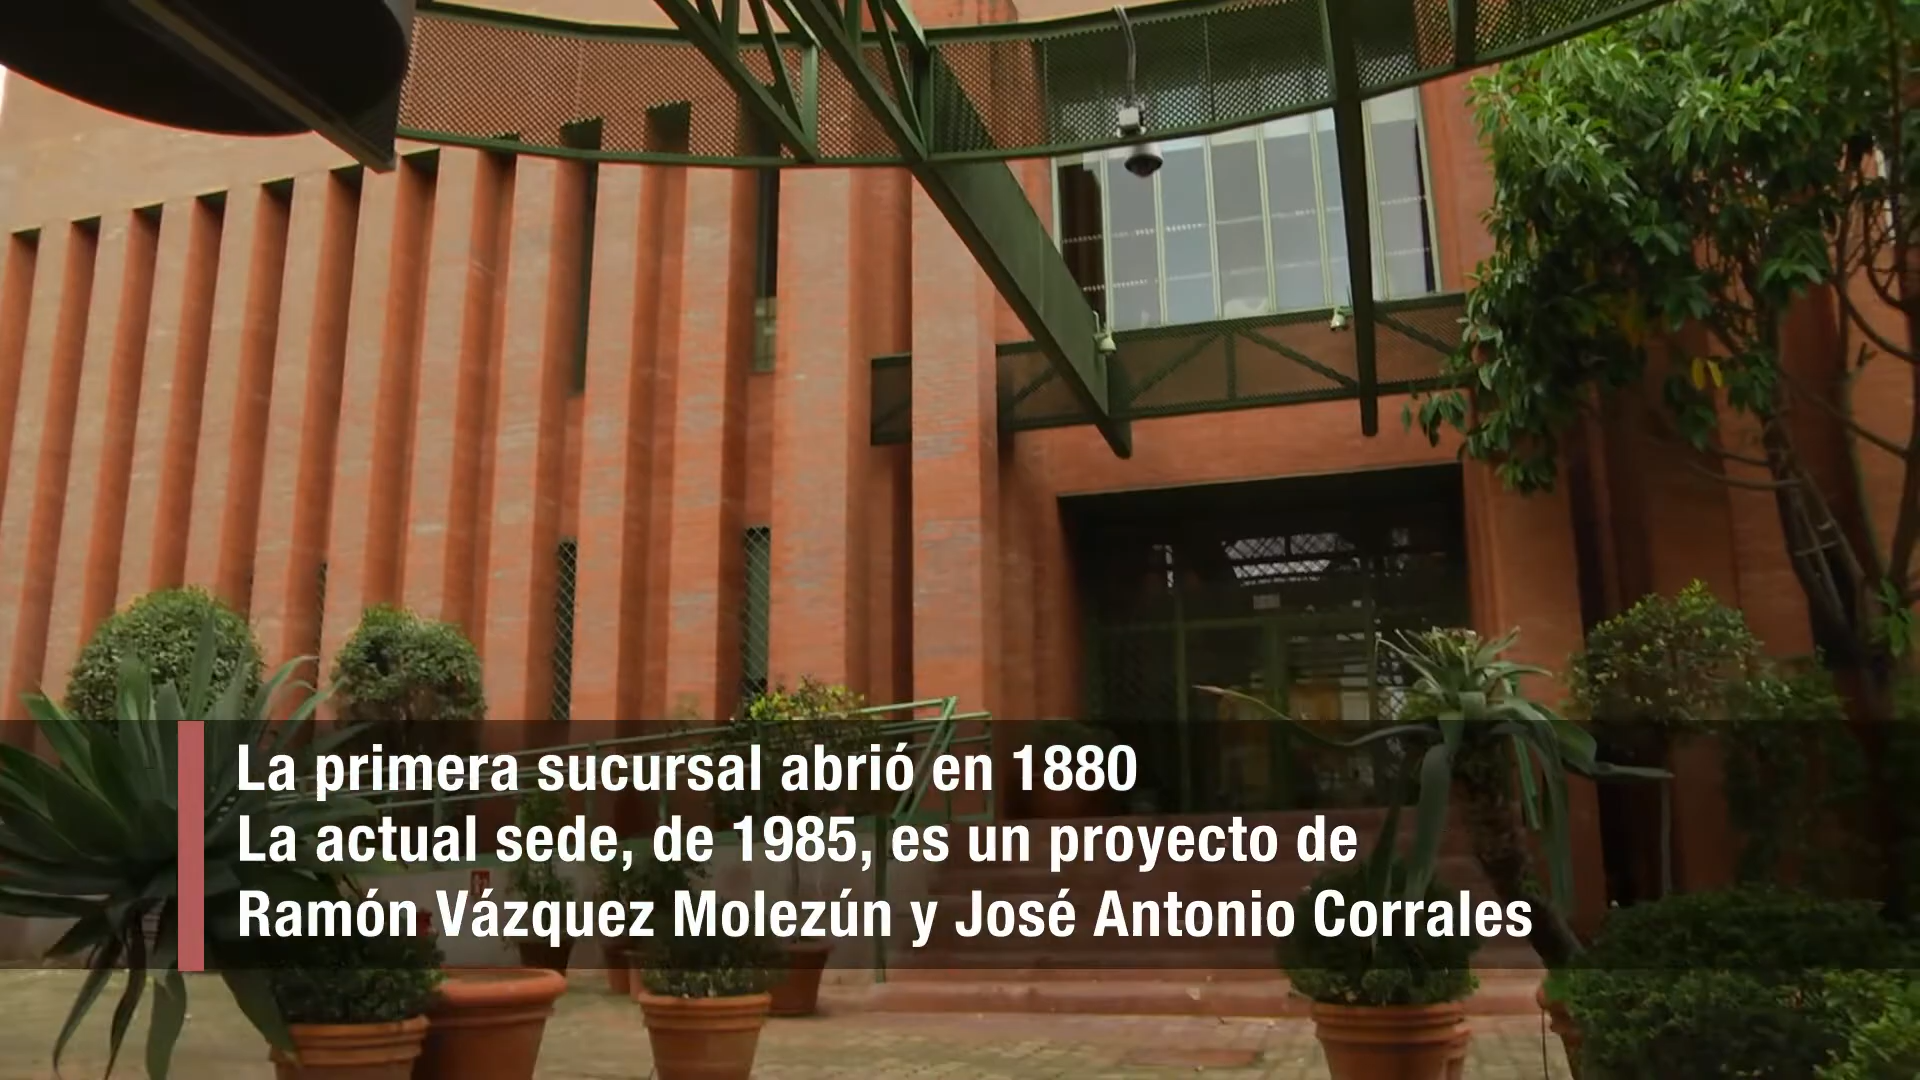 La primera sucursal abrió en 1880
La actual sede, de 1985, es un proyecto de
Ramón Vázquez Molezún y José Antonio Corrales